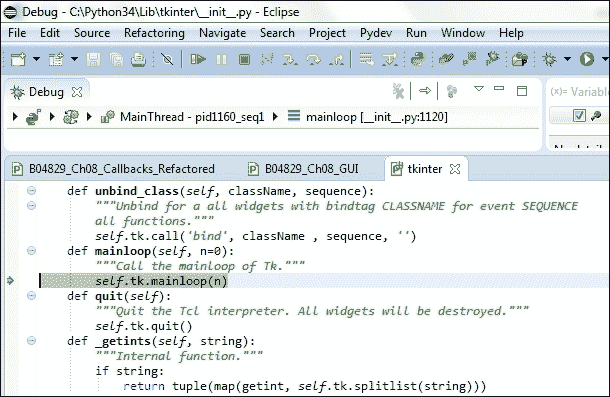 Debug - C:\Python34\Lib\tkinter\__init__.py - Eclipse
File Edit Source Refactoring Navigate Search Project Pydev Run Window Help
Debug
(x)= Variable
MainThread - pid1160_seq1 mainloop [__init__.py:1120]
B04829_Ch08_Callbacks_Refactored B04829_Ch08_GUI tkinter
def unbind_class(self, className, sequence):
"""Unbind for a all widgets with bindtag CLASSNAME for event SEQUENCE
all functions."""
self.tk.call('bind', className , sequence, '')
def mainloop(self, n=0):
"""Call the mainloop of Tk."""
self.tk.mainloop(n)
def quit(self):
"""Quit the Tcl interpreter. All widgets will be destroyed."""
self.tk.quit()
def _getints(self, string):
"""Internal function."""
if string:
return tuple(map(getint, self.tk.splitlist(string)))